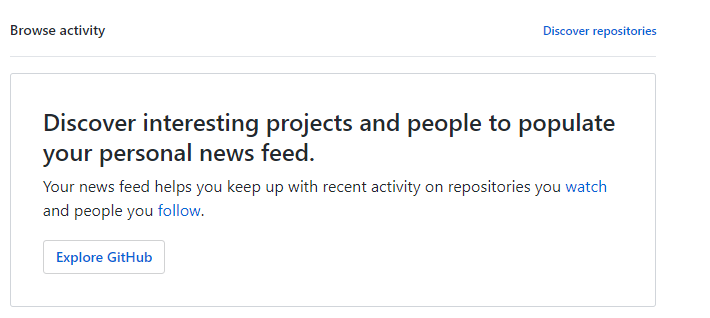 Browse activity
Discover repositories
Discover interesting projects and people to populate
your personal news feed.
Your news feed helps you keep up with recent activity on repositories you watch
and people you follow.
Explore GitHub